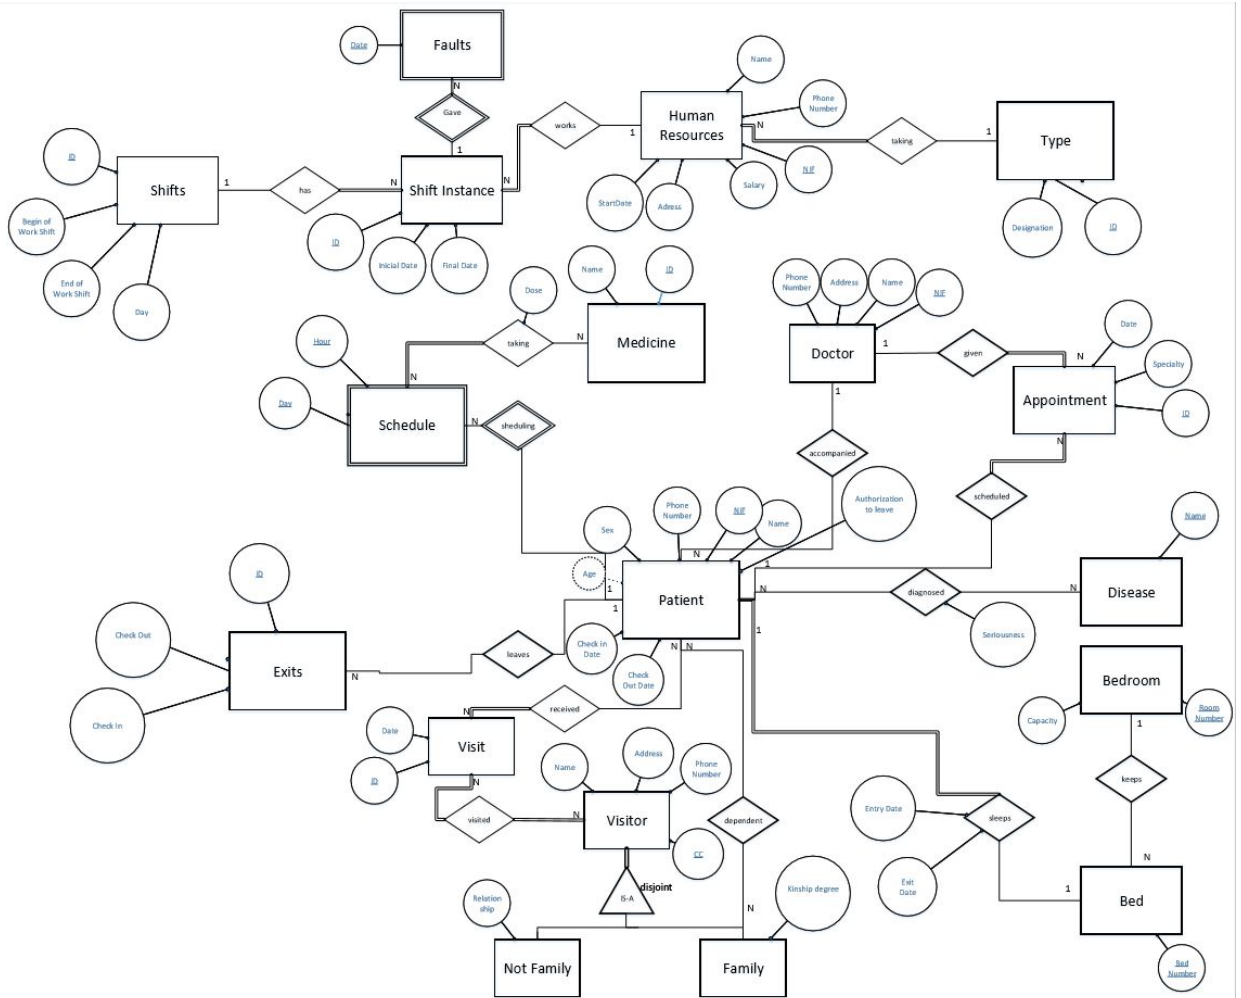 Faults
Date
N
Gave
1
Name
Phone
Number
Human
Resources
works
1
N
taking
1
Type
NIF
Salary
Adress
StartDate
Designation
ID
ID
Shifts
1
has
N
Shift Instance
N
Begin of
Work Shift
End of
Work Shift
Day
ID
Inicial Date
Final Date
Name
ID
Dose
Medicine
N
taking
N
Hour
Day
Schedule
N
sheduling
Phone
Number
Address
Name
NIF
Doctor
1
given
N
Date
Specialty
ID
Appointment
N
1
accompanied
scheduled
Authorization
to leave
Sex
Phone
Number
NIF
Name
N
Age
1
1
Patient
1
N
diagnosed
N
Disease
Name
Seriousness
1
Check in
Date
Check
Out Date
N
N
ID
Check Out
Check In
Exits
N
leaves
Bedroom
Capacity
Room
Number
1
keeps
N
received
N
Date
ID
Visit
N
visited
N
Name
Address
Phone
Number
Visitor
CC
dependent
Entry Date
sleeps
Exit
Date
1
Bed
Bed
Number
disjoint
IS-A
Relation
ship
Kinship degree
N
Not Family
Family